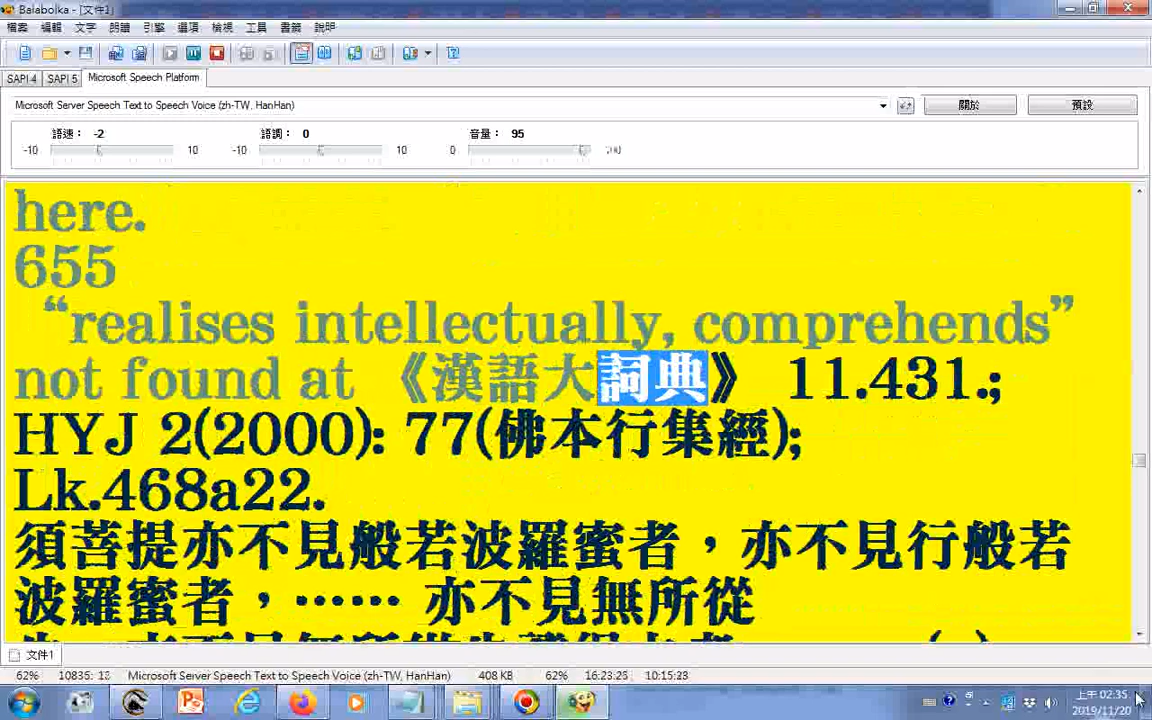 Balabolka - [文件1]
檔案 編輯 文字 朗讀 引擎 選項 檢視 工具 書籤 說明
SAPI 4 SAPI 5 Microsoft Speech Platform
Microsoft Server Speech Text to Speech Voice (zh-TW, HanHan) 關於 預設
語速： -2 語調： 0 音量： 95
-10 10 -10 10 0 100
here.
655
“realises intellectually, comprehends”
not found at 《漢語大詞典》 11.431.;
HYJ 2(2000): 77(佛本行集經);
Lk.468a22.
須菩提亦不見般若波羅蜜者，亦不見行般若
波羅蜜者，…… 亦不見無所從
文件1
62% Microsoft Server Speech Text to Speech Voice (zh-TW, HanHan) 408 KB 62% 16:23:25 10:15:23
上午 02:35
2019/11/20